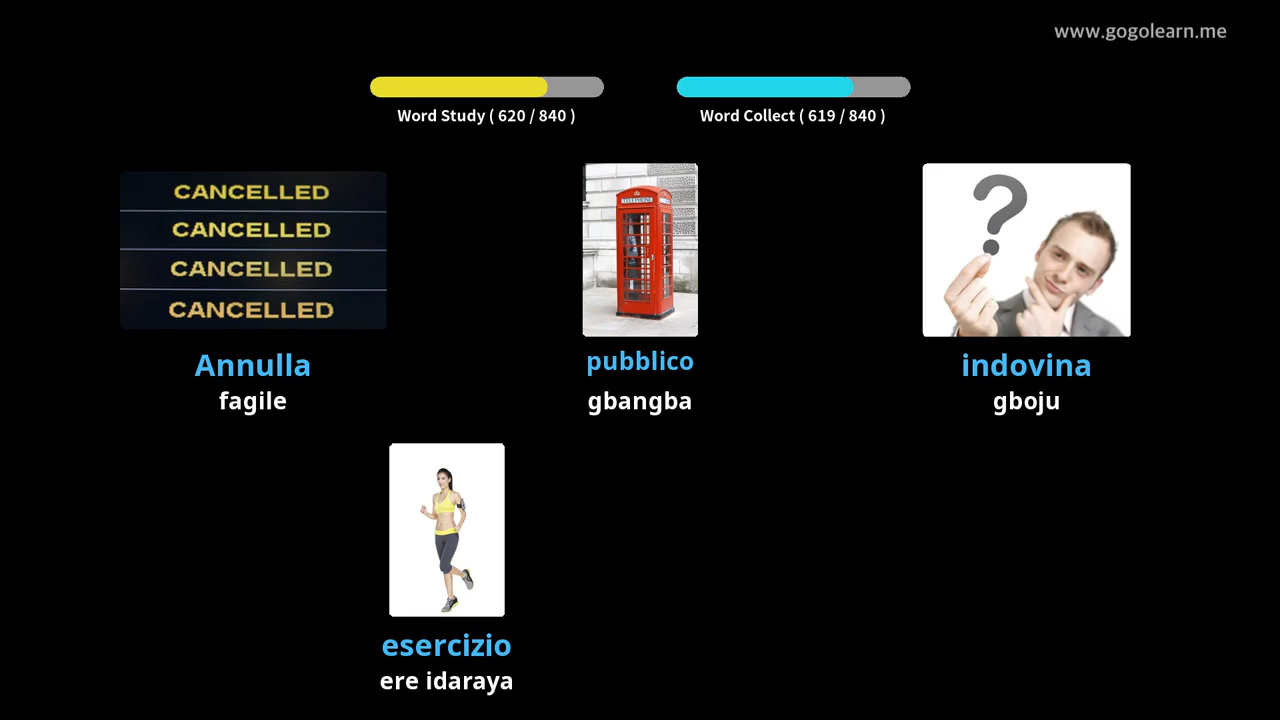 www.gogolearn.me
Word Study ( 620 / 840 )
Word Collect ( 619 / 840 )
CANCELLED
CANCELLED
CANCELLED
CANCELLED
TELEPHONE
Annulla
fagile
pubblico
gbangba
?
indovina
gboju
esercizio
ere idaraya